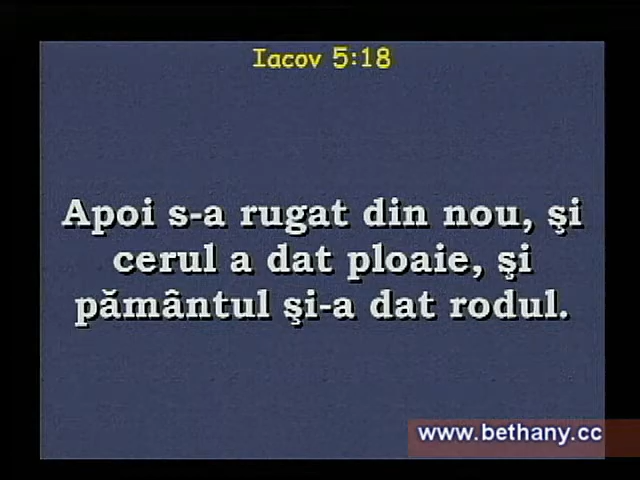 Iacov 5:18
Apoi s-a rugat din nou, şi
cerul a dat ploaie, şi
pământul şi-a dat rodul.
www.bethany.cc